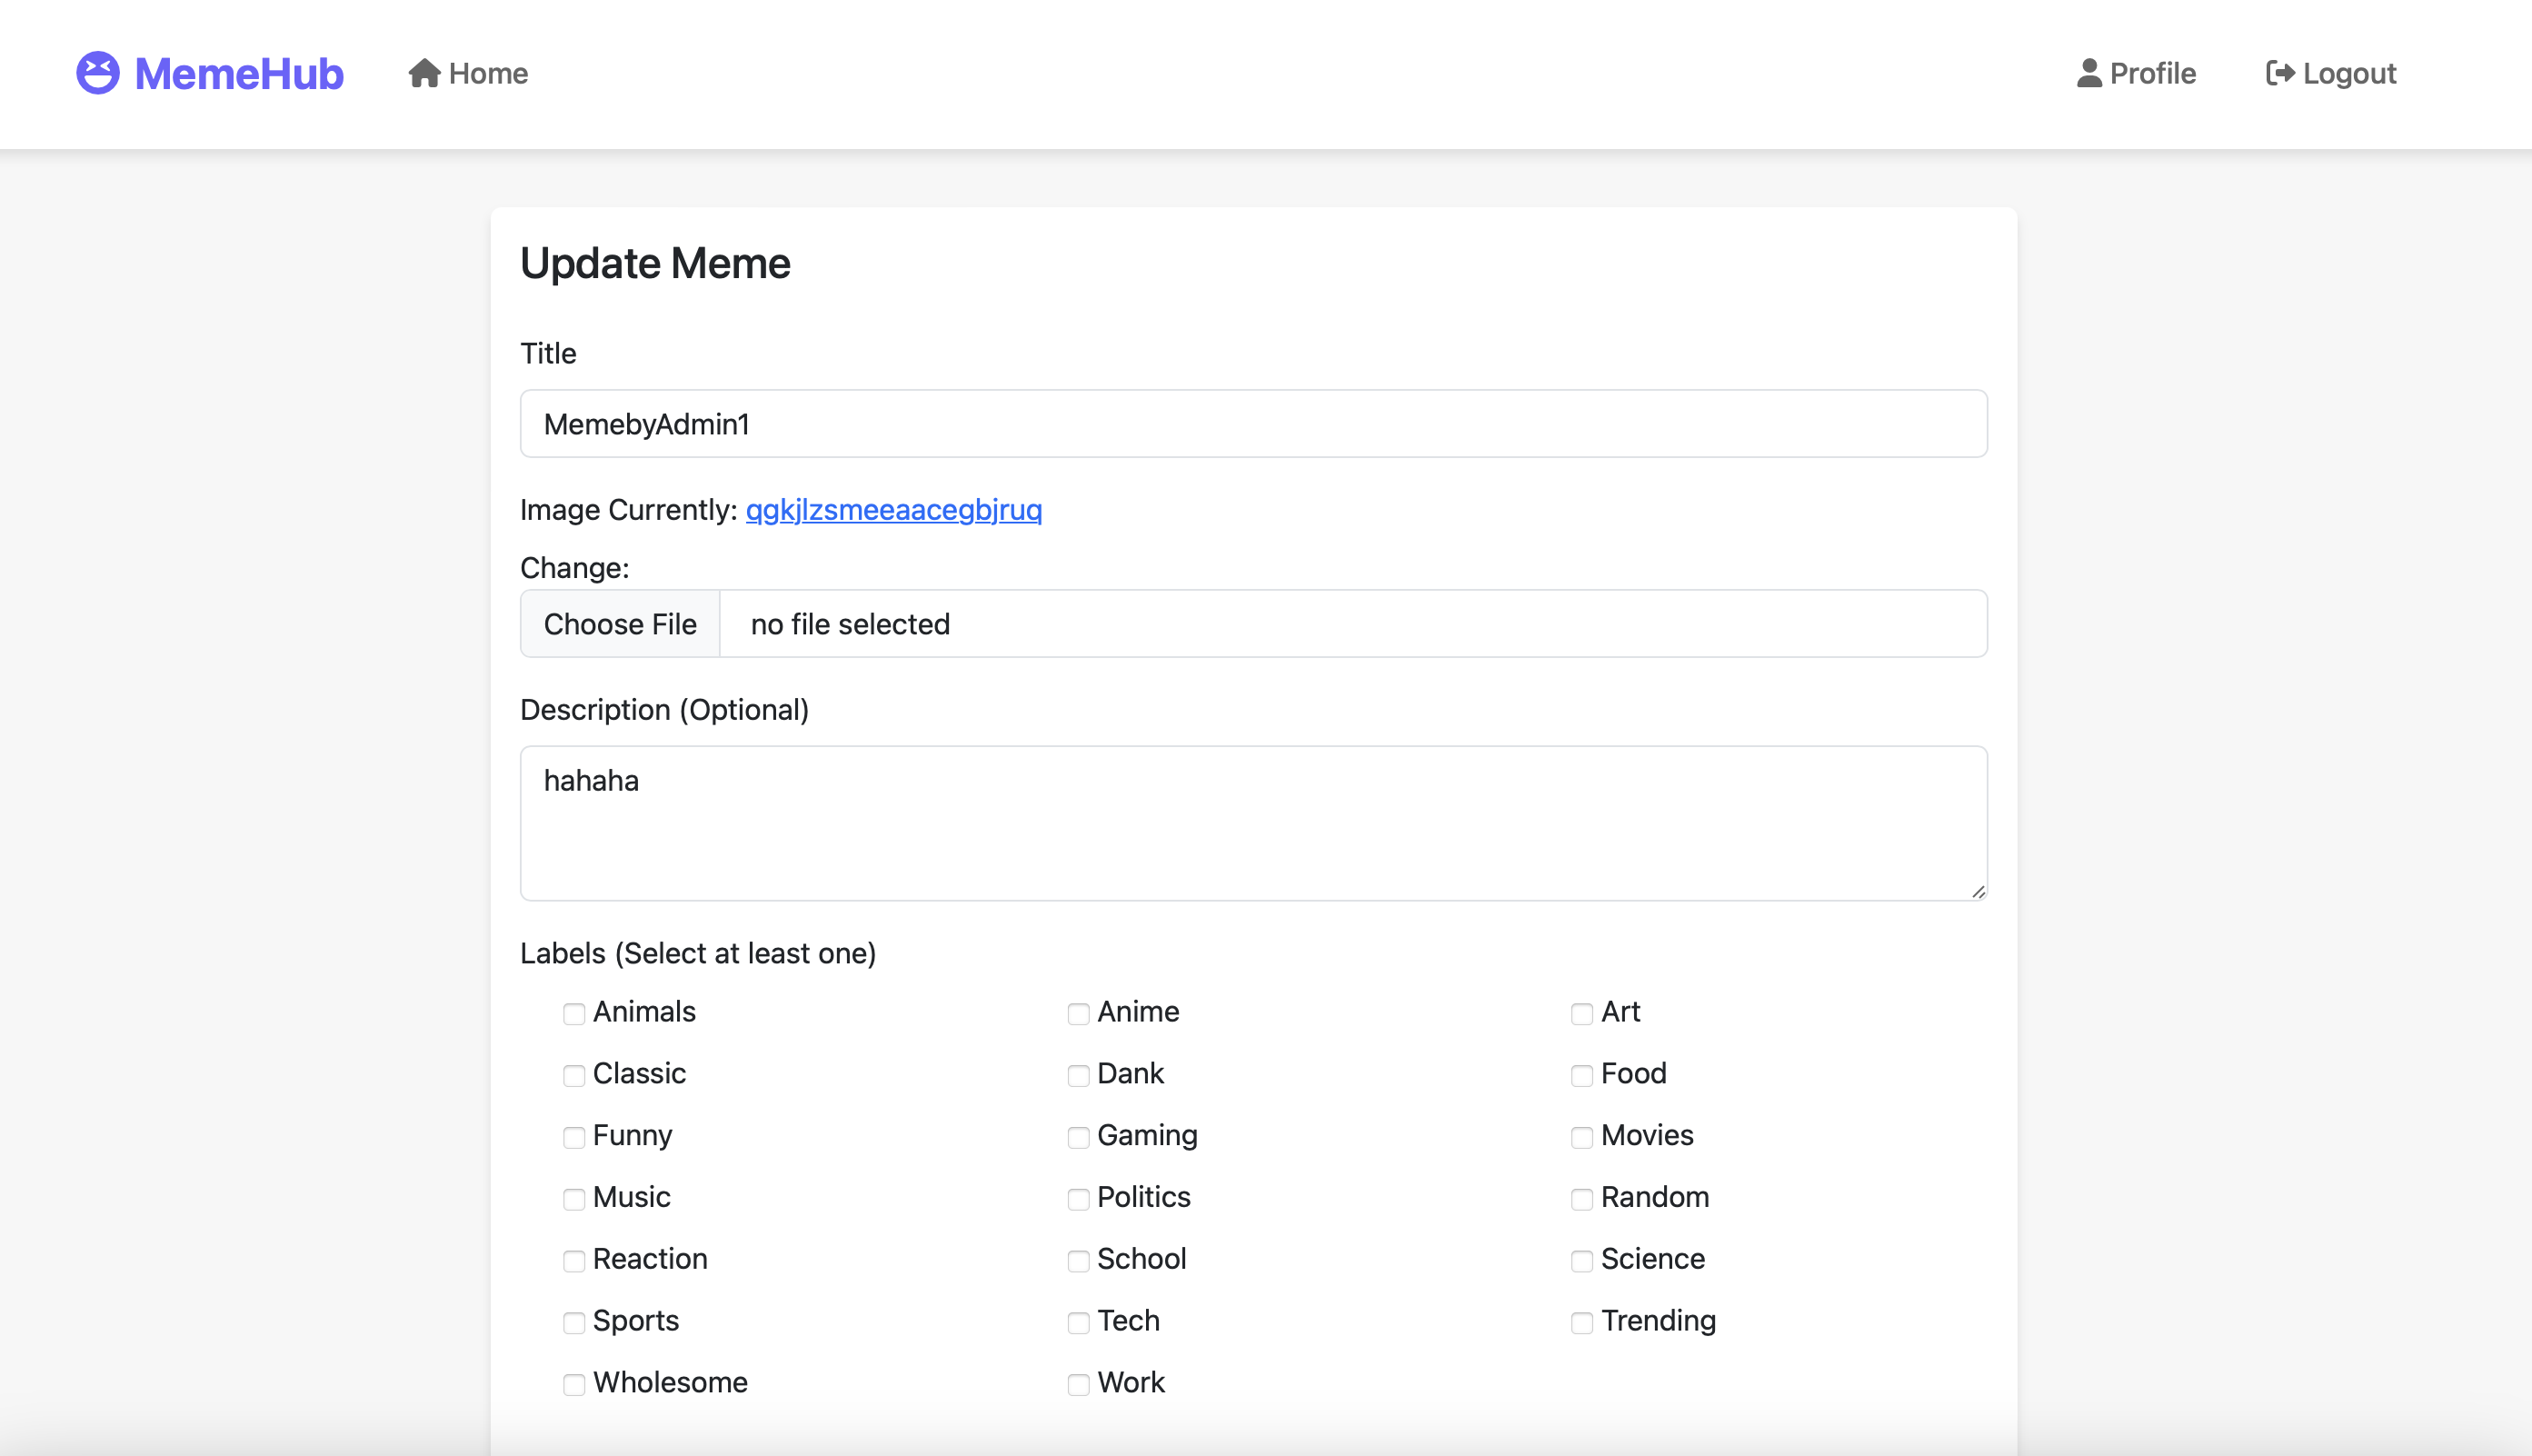 MemeHub Home Profile Logout
Update Meme
Title
MemebyAdmin1
Image Currently: qgkjlzsmeeaacegbjruq
Change:
Choose File no file selected
Description (Optional)
hahaha
Labels (Select at least one)
Animals Anime Art
Classic Dank Food
Funny Gaming Movies
Music Politics Random
Reaction School Science
Sports Tech Trending
Wholesome Work